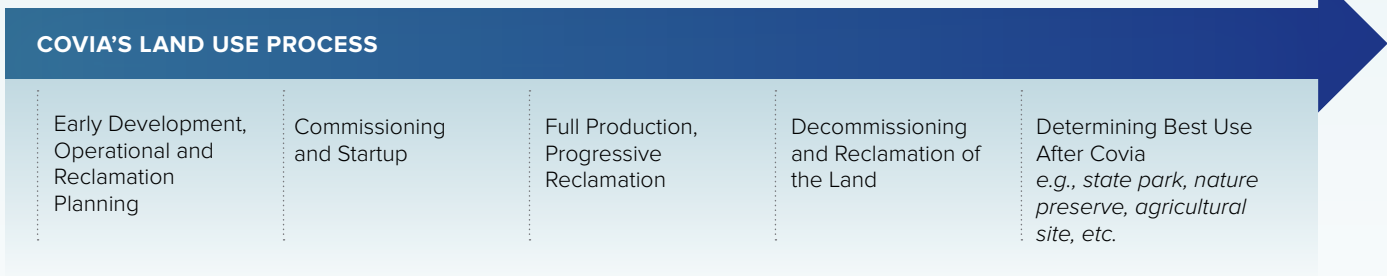 COVIA’S LAND USE PROCESS
Early Development,
Operational and
Reclamation
Planning
Commissioning
and Startup
Full Production,
Progressive
Reclamation
Decommissioning
and Reclamation of
the Land
Determining Best Use
After Covia
e.g., state park, nature
preserve, agricultural
site, etc.